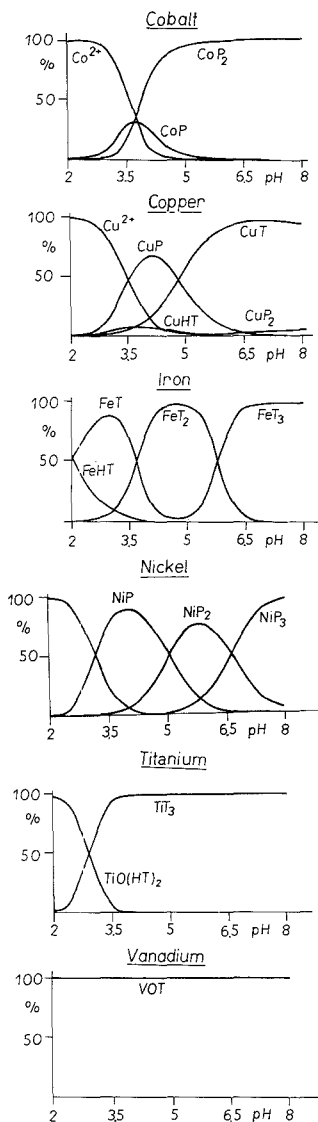 Cobalt
100
Co2+
CoP2
%
50
CoP
2 3.5 5 6,5 pH 8
Copper
100
Cu2+
CuT
%
CuP
50
CuHT
CuP2
2 3,5 5 6,5 pH 8
Iron
100
FeT
FeT2
FeT3
%
50
FeHT
2 3,5 5 6,5 pH 8
Nickel
100
NiP
NiP2
NiP3
%
50
2 3,5 5 6,5 pH 8
Titanium
100
TiT3
%
50
TiO(HT)2
2 3,5 5 6,5 pH 8
Vanadium
100
VOT
%
50
2 3,5 5 6,5 pH 8